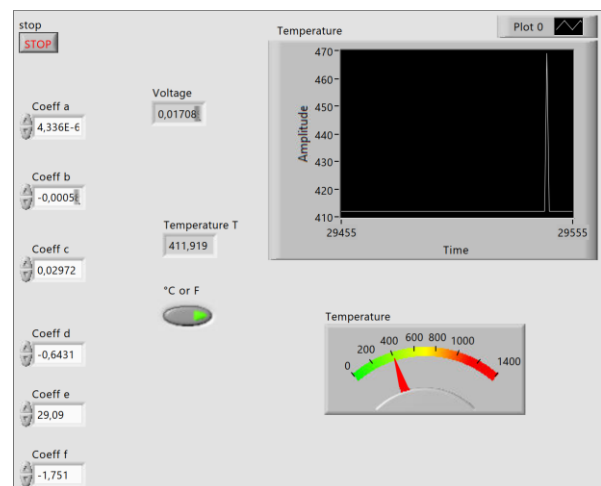 stop
STOP
Coeff a
4,336E-6
Coeff b
-0,0005
Coeff c
0,02972
Coeff d
-0,6431
Coeff e
29,09
Coeff f
-1,751
Voltage
0,01708
Temperature T
411,919
°C or F
Temperature
Plot 0
Amplitude
470
460
450
440
430
420
410
29455
29555
Time
Temperature
0
200
400
600
800
1000
1400